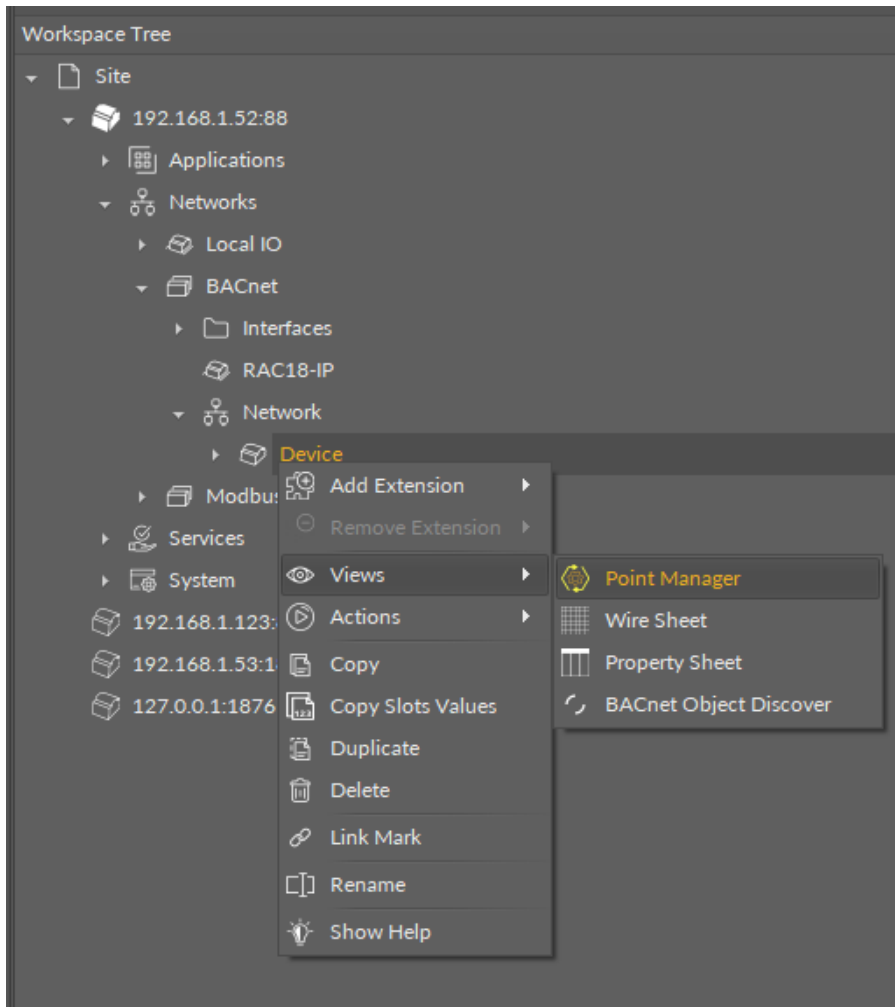 Workspace Tree
Site
192.168.1.52:88
Applications
Networks
Local IO
BACnet
Interfaces
RAC18-IP
Network
Device
Modbus
Services
System
192.168.1.123:
192.168.1.53:1
127.0.0.1:1876
Add Extension
Remove Extension
Views
Actions
Copy
123
Copy Slots Values
Duplicate
Delete
Link Mark
Rename
Show Help
Point Manager
Wire Sheet
Property Sheet
BACnet Object Discover